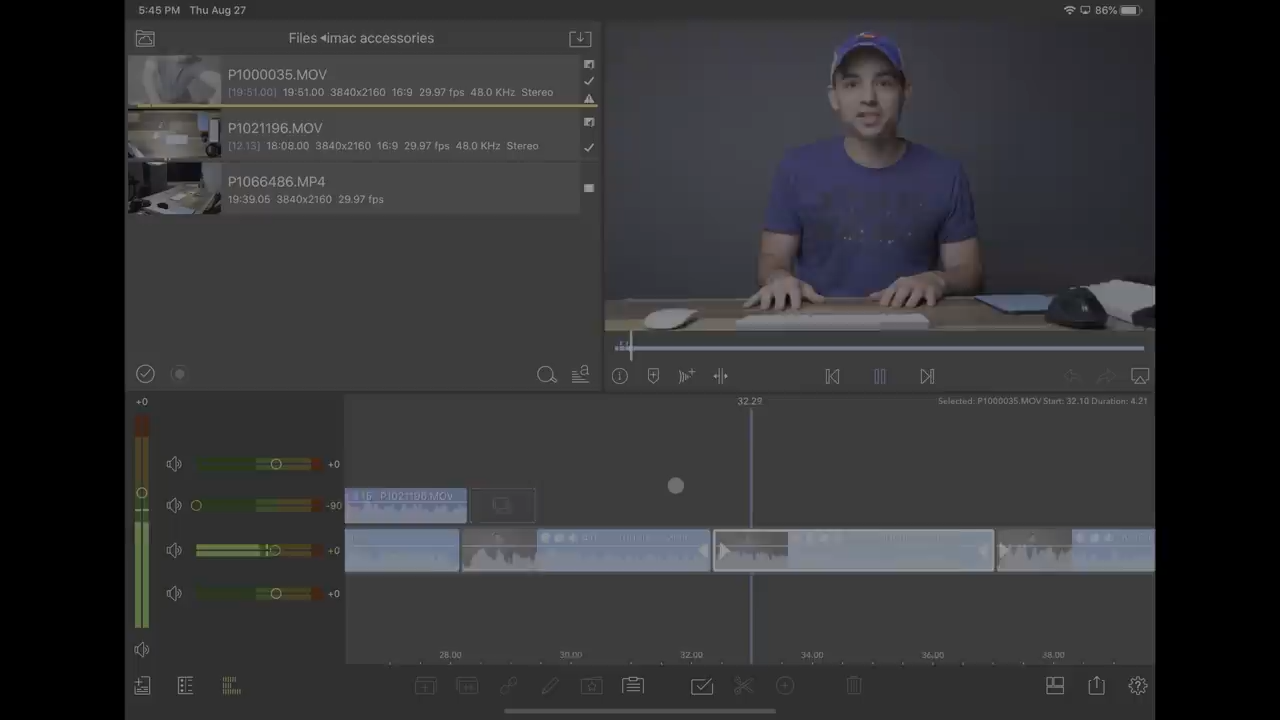 5:45 PM Thu Aug 27
86%
Files imac accessories
P1000035.MOV
[19:51.00] 19:51.00 3840x2160 16:9 29.97 fps 48.0 KHz Stereo
P1021196.MOV
[12.13] 18:08.00 3840x2160 16:9 29.97 fps 48.0 KHz Stereo
P1066486.MP4
19:39.05 3840x2160 29.97 fps
+0
32.29
Selected: P1000035.MOV Start: 32.10 Duration: 4.21
+0
P1021196.MOV
-90
+0
+0
28.00 30.00 32.00 34.00 36.00 38.00